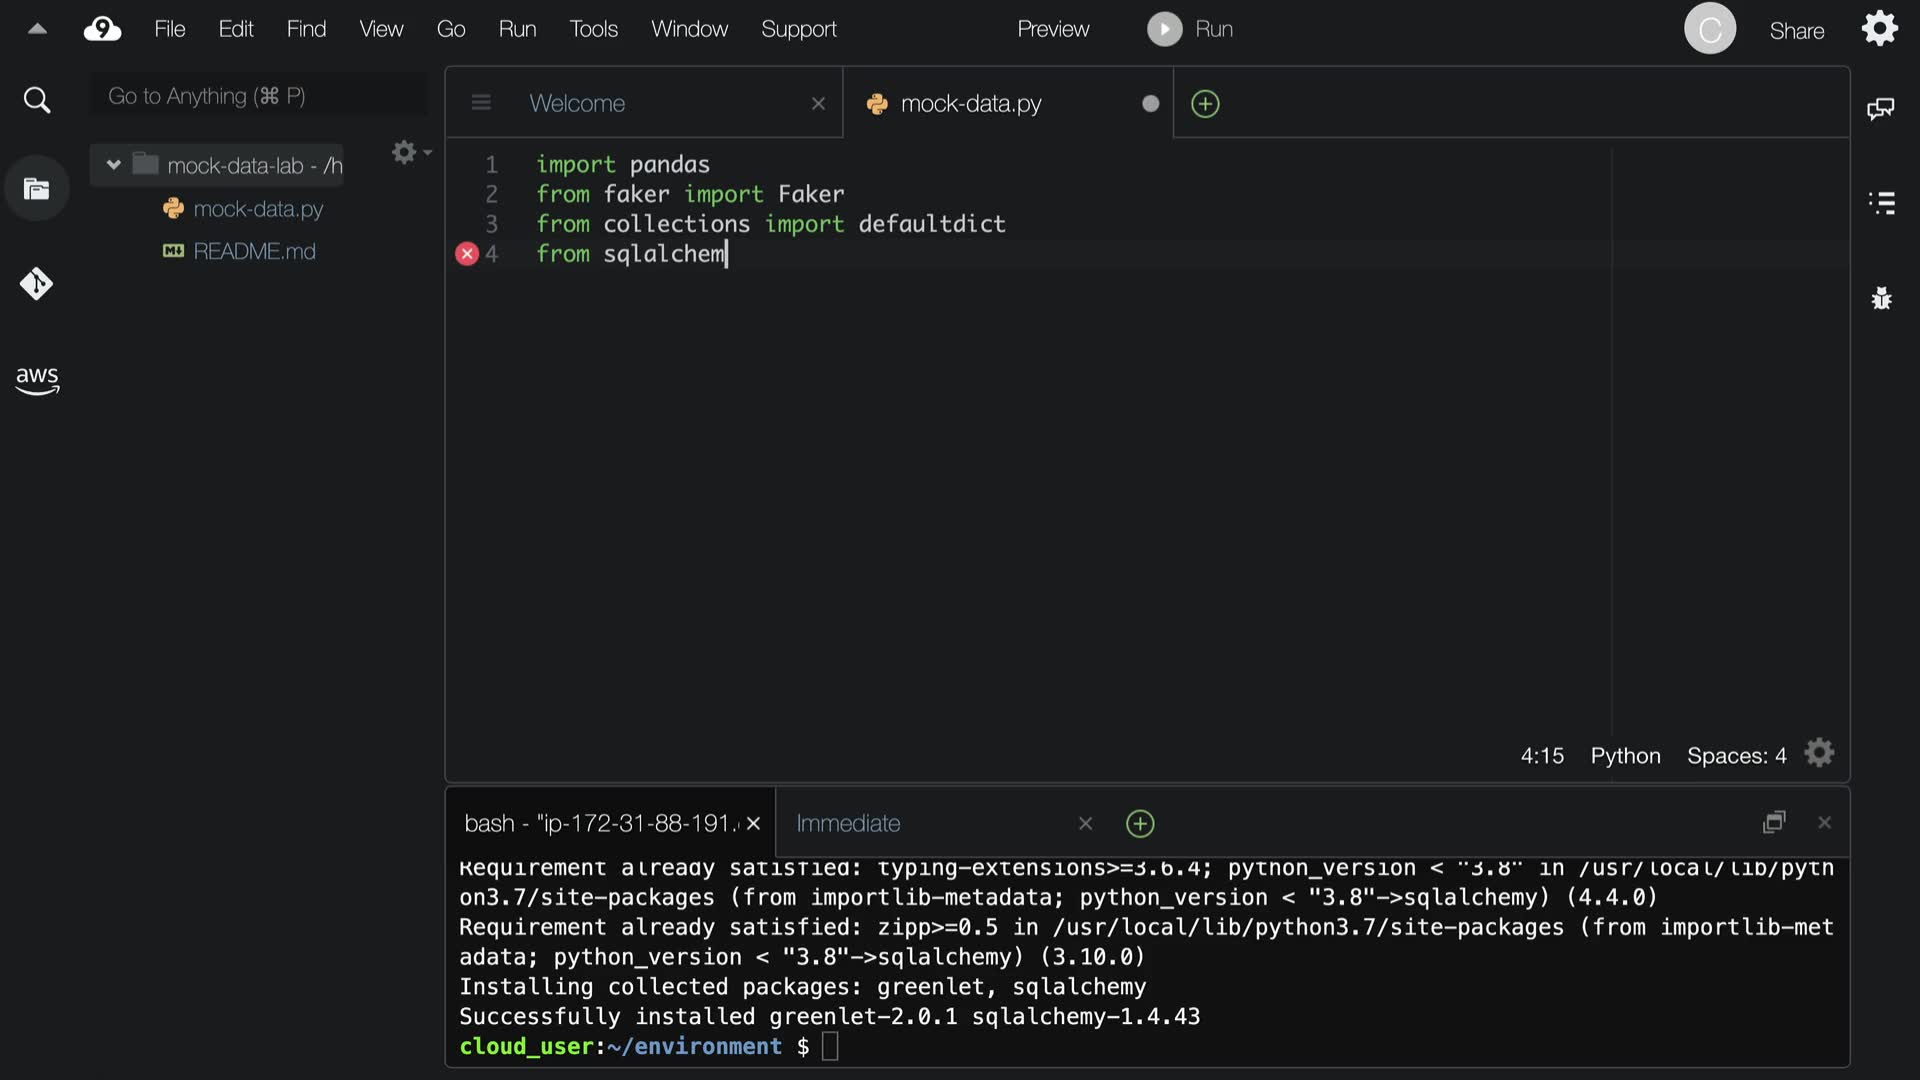 9 File Edit Find View Go Run Tools Window Support Preview Run C Share
Go to Anything (⌘ P)
Welcome
mock-data.py
mock-data-lab - /h
mock-data.py
README.md
aws
1 import pandas
2 from faker import Faker
3 from collections import defaultdict
4 from sqlalchem
4:15 Python Spaces: 4
bash - "ip-172-31-88-191.
Immediate
Requirement already satisfied: typing-extensions>=3.6.4; python_version < "3.8" in /usr/local/lib/pyth
on3.7/site-packages (from importlib-metadata; python_version < "3.8"->sqlalchemy) (4.4.0)
Requirement already satisfied: zipp>=0.5 in /usr/local/lib/python3.7/site-packages (from importlib-met
adata; python_version < "3.8"->sqlalchemy) (3.10.0)
Installing collected packages: greenlet, sqlalchemy
Successfully installed greenlet-2.0.1 sqlalchemy-1.4.43
cloud_user:~/environment $